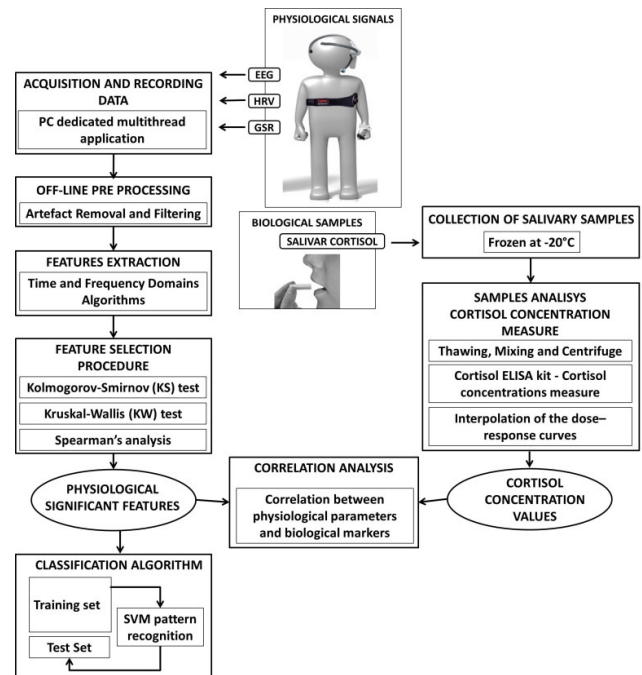 PHYSIOLOGICAL SIGNALS
EEG
HRV
GSR
ACQUISITION AND RECORDING
DATA
PC dedicated multithread
application
OFF-LINE PRE PROCESSING
Artefact Removal and Filtering
FEATURES EXTRACTION
Time and Frequency Domains
Algorithms
FEATURE SELECTION
PROCEDURE
Kolmogorov-Smirnov (KS) test
Kruskal-Wallis (KW) test
Spearman's analysis
PHYSIOLOGICAL
SIGNIFICANT FEATURES
CLASSIFICATION ALGORITHM
Training set
SVM pattern
recognition
Test Set
BIOLOGICAL SAMPLES
SALIVAR CORTISOL
COLLECTION OF SALIVARY SAMPLES
Frozen at -20°C
SAMPLES ANALISYS
CORTISOL CONCENTRATION
MEASURE
Thawing, Mixing and Centrifuge
Cortisol ELISA kit - Cortisol
concentrations measure
Interpolation of the dose–
response curves
CORTISOL
CONCENTRATION
VALUES
CORRELATION ANALYSIS
Correlation between
physiological parameters
and biological markers